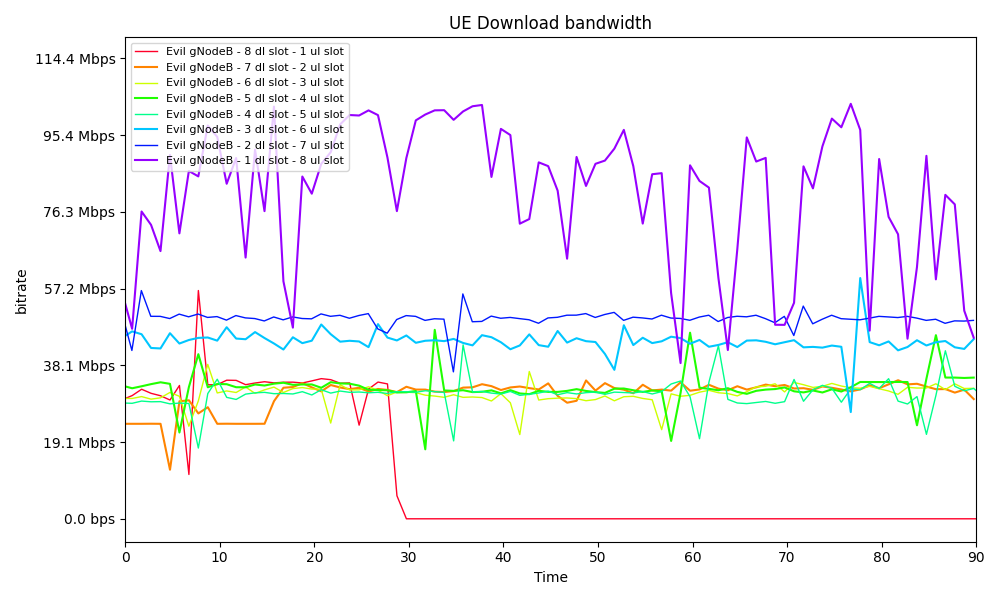 UE Download bandwidth
114.4 Mbps
95.4 Mbps
76.3 Mbps
57.2 Mbps
38.1 Mbps
19.1 Mbps
0.0 bps
bitrate
Evil gNodeB - 8 dl slot - 1 ul slot
Evil gNodeB - 7 dl slot - 2 ul slot
Evil gNodeB - 6 dl slot - 3 ul slot
Evil gNodeB - 5 dl slot - 4 ul slot
Evil gNodeB - 4 dl slot - 5 ul slot
Evil gNodeB - 3 dl slot - 6 ul slot
Evil gNodeB - 2 dl slot - 7 ul slot
Evil gNodeB - 1 dl slot - 8 ul slot
0 10 20 30 40 50 60 70 80 90
Time